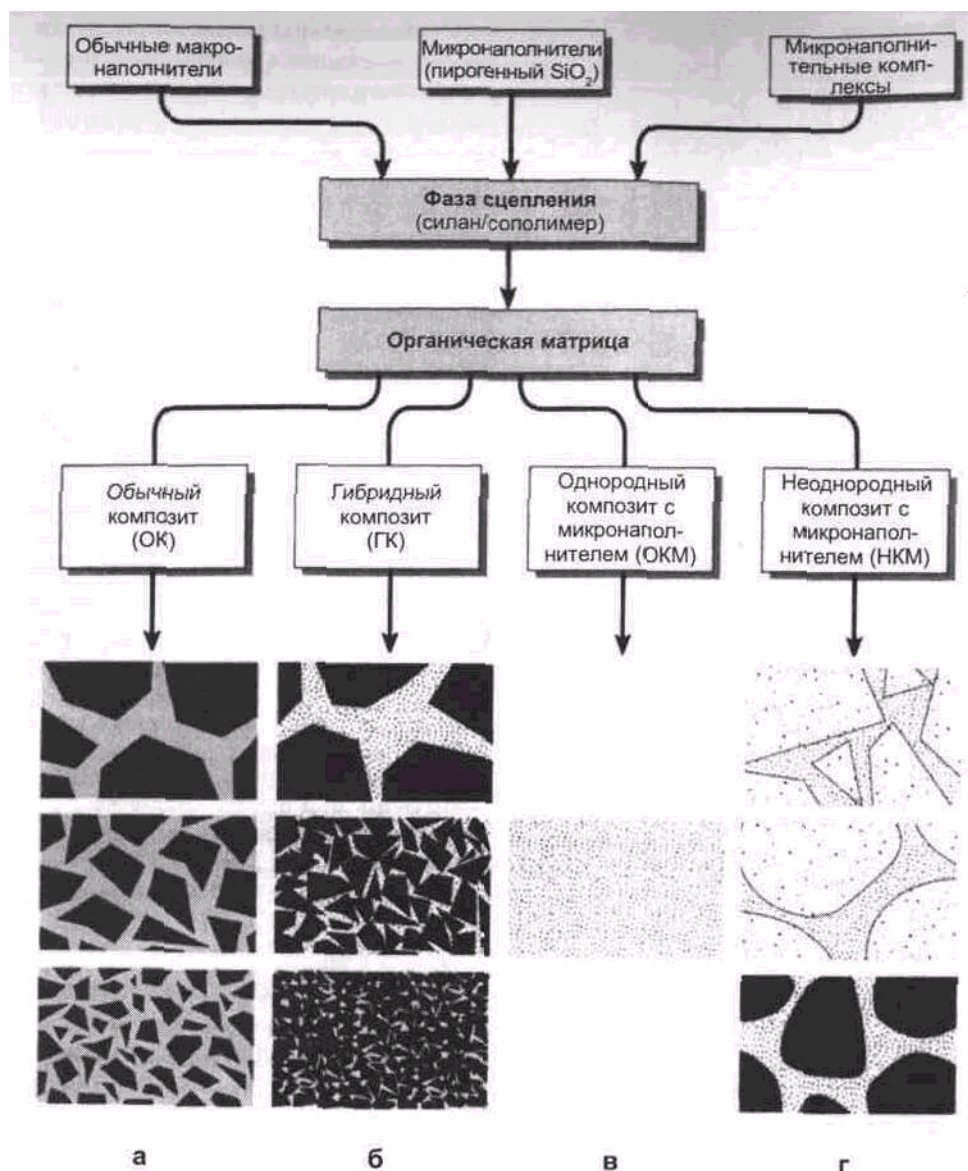 Обычные макро-
наполнители
Микронаполнители
(пирогенный SiO₂)
Микронаполни-
тельные комп-
лексы
Фаза сцепления
(силан/сополимер)
Органическая матрица
Обычный
композит
(ОК)
Гибридный
композит
(ГК)
Однородный
композит с
микронапол-
нителем (ОКМ)
Неоднородный
композит с
микронапол-
нителем (НКМ)
а
б
в
г